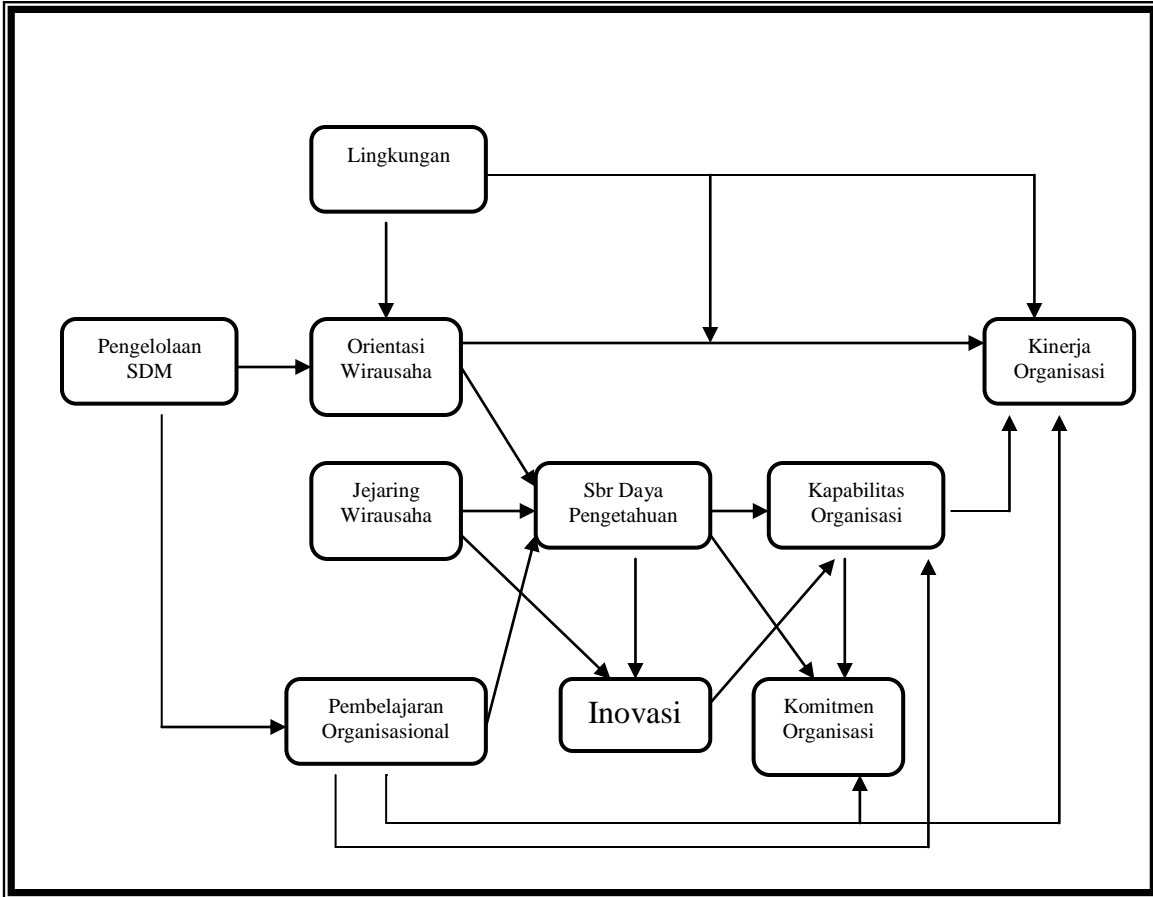 Lingkungan
Pengelolaan
SDM
Orientasi
Wirausaha
Kinerja
Organisasi
Jejaring
Wirausaha
Sbr Daya
Pengetahuan
Kapabilitas
Organisasi
Pembelajaran
Organisasional
Inovasi
Komitmen
Organisasi